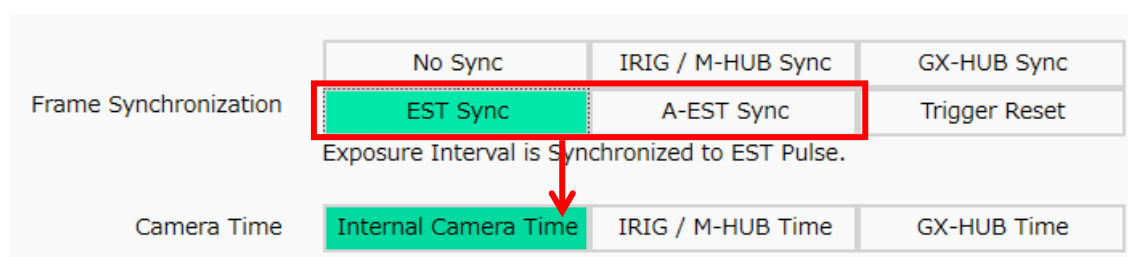 No Sync IRIG / M-HUB Sync GX-HUB Sync
Frame Synchronization
EST Sync A-EST Sync Trigger Reset
Exposure Interval is Synchronized to EST Pulse.
Camera Time Internal Camera Time IRIG / M-HUB Time GX-HUB Time